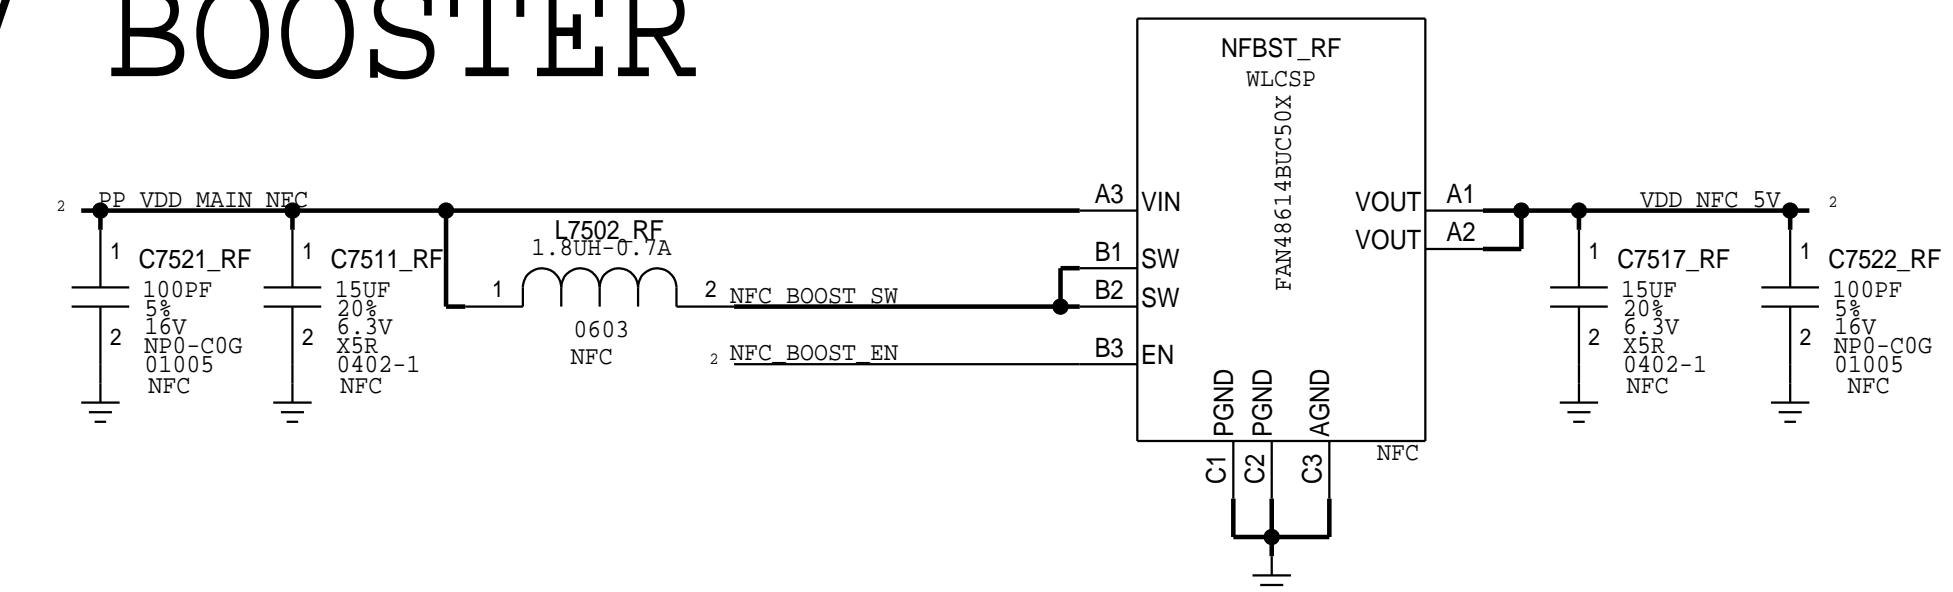 BOOSTER
NFBST_RF
WLCSP
FAN48614BUC50X
A3 VIN
B1 SW
B2 SW
B3 EN
VOUT A1
VOUT A2
PGND C1
PGND C2
AGND C3
NFC
2 PP_VDD_MAIN_NFC
1
C7521_RF
100PF
5%
16V
2
NP0-C0G
01005
NFC
1
C7511_RF
15UF
20%
6.3V
2
X5R
0402-1
NFC
L7502_RF
1.8UH-0.7A
1
2
0603
NFC
NFC_BOOST_SW
2 NFC_BOOST_EN
VDD_NFC_5V 2
1
C7517_RF
15UF
20%
6.3V
2
X5R
0402-1
NFC
1
C7522_RF
100PF
5%
16V
2
NP0-C0G
01005
NFC